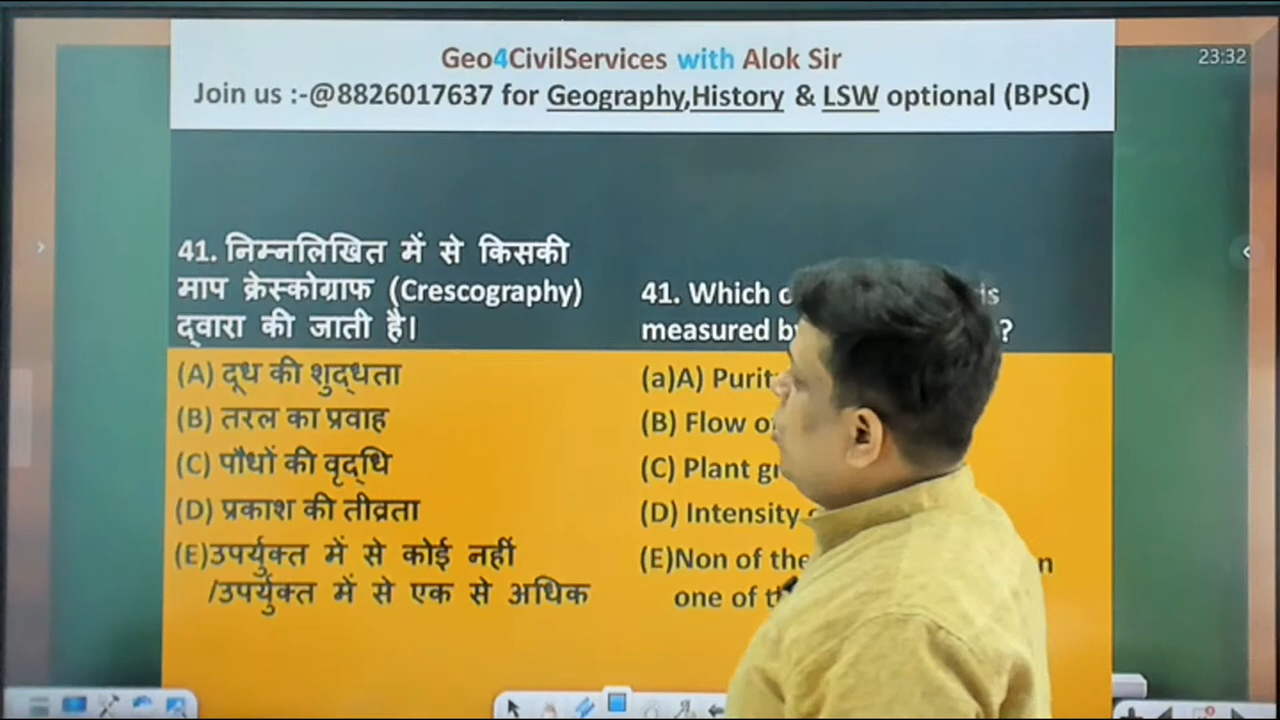 Geo4CivilServices with Alok Sir
Join us :-@8826017637 for Geography,History & LSW optional (BPSC)
23:32
41. निम्नलिखित में से किसकी
माप क्रेस्कोग्राफ (Crescography)
द्वारा की जाती है।
(A) दूध की शुद्धता
(B) तरल का प्रवाह
(C) पौधों की वृद्धि
(D) प्रकाश की तीव्रता
(E)उपर्युक्त में से कोई नहीं
/उपर्युक्त में से एक से अधिक
41. Which is
measured ?
(a)A)
(B) Flow
(C) Plant
(D) Intensity
(E)Non of the
one of